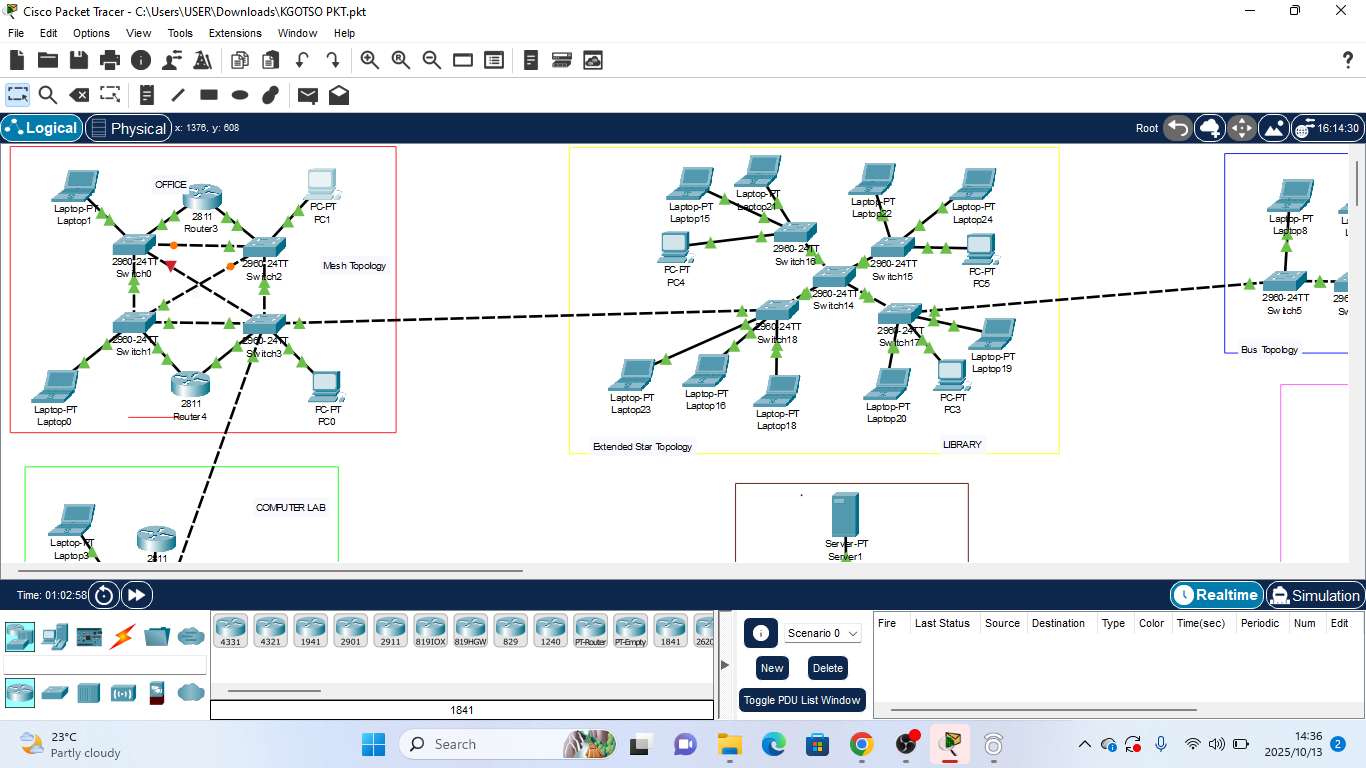 Cisco Packet Tracer - C:\Users\USER\Downloads\KGOTSO PKT.pkt
File Edit Options View Tools Extensions Window Help
Logical Physical x: 1376, y: 608 Root 16:14:30
OFFICE
Laptop-PT
Laptop1
2811
Router3
PC-PT
PC1
2960-24TT
Switch0
2960-24TT
Switch2
Mesh Topology
2960-24TT
Switch1
2960-24TT
Switch3
Laptop-PT
Laptop0
2811
Router4
PC-PT
PC0
Laptop-PT
Laptop15
Laptop-PT
Laptop21
Laptop-PT
Laptop22
Laptop-PT
Laptop24
PC-PT
PC4
2960-24TT
Switch16
2960-24TT
Switch15
PC-PT
PC5
2960-24TT
Switch14
2960-24TT
Switch18
2960-24TT
Switch17
Laptop-PT
Laptop19
Laptop-PT
Laptop23
Laptop-PT
Laptop16
Laptop-PT
Laptop18
Laptop-PT
Laptop20
PC-PT
PC3
Extended Star Topology
LIBRARY
Laptop-PT
Laptop8
2960-24TT
Switch5
Bus Topology
COMPUTER LAB
Laptop-PT
Laptop3
2811
Server-PT
Server1
Time: 01:02:58 Realtime Simulation
4331 4321 1941 2901 2911 819IOX 819HGW 829 1240 PT-Router PT-Empty 1841 2620
1841
Scenario 0
New Delete
Toggle PDU List Window
Fire Last Status Source Destination Type Color Time(sec) Periodic Num Edit
23°C
Partly cloudy
Search
14:36
2025/10/13
2